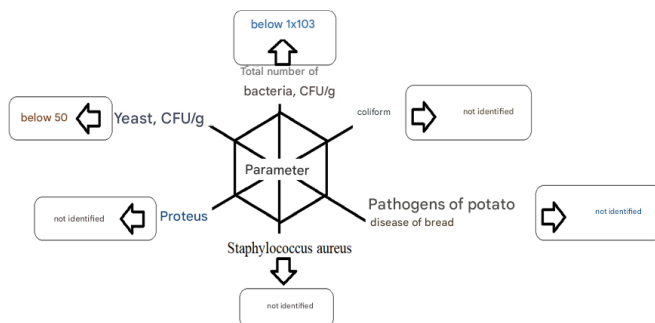 below 1x103
Total number of
bacteria, CFU/g
below 50
Yeast, CFU/g
coliform
not identified
Parameter
not identified
Proteus
Pathogens of potato
disease of bread
not identified
Staphylococcus aureus
not identified